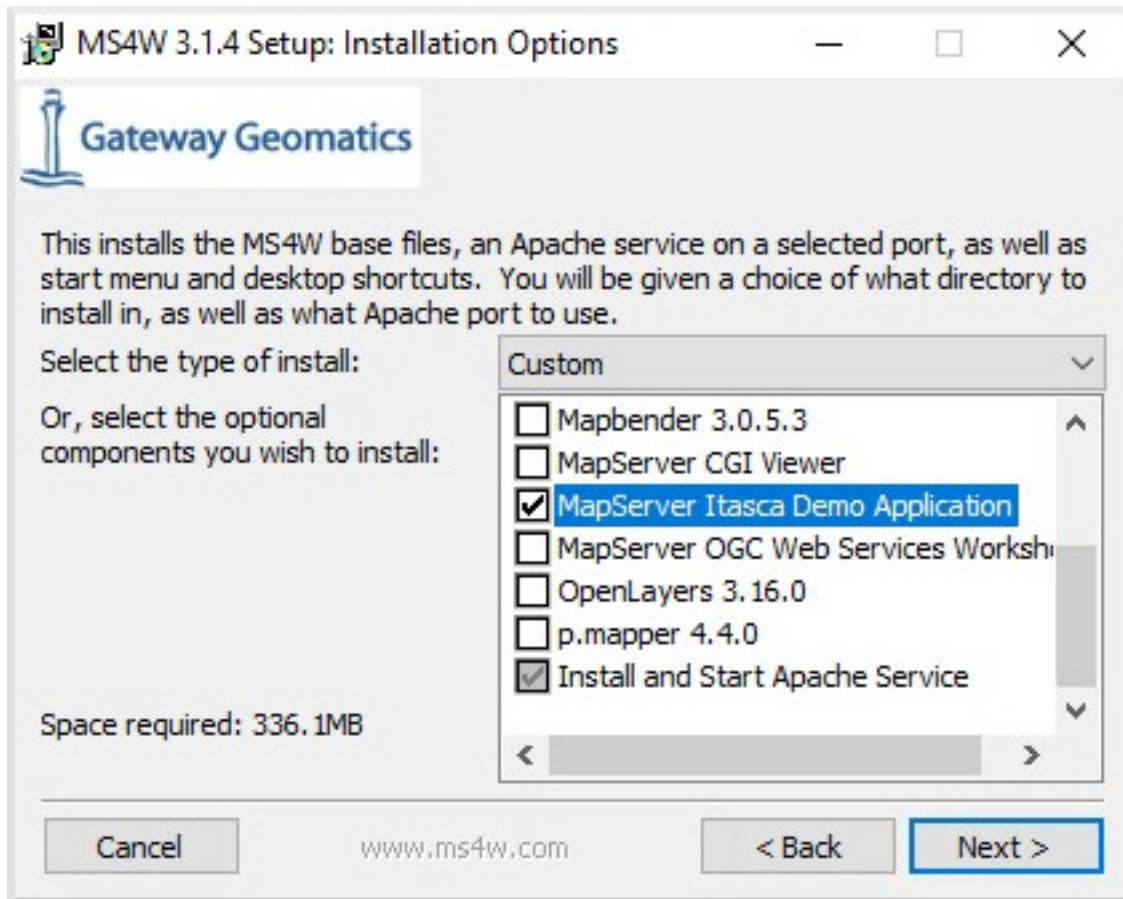 MS4W 3.1.4 Setup: Installation Options
Gateway Geomatics
This installs the MS4W base files, an Apache service on a selected port, as well as
start menu and desktop shortcuts. You will be given a choice of what directory to
install in, as well as what Apache port to use.
Select the type of install:
Custom
Or, select the optional
components you wish to install:
Mapbender 3.0.5.3
MapServer CGI Viewer
MapServer Itasca Demo Application
MapServer OGC Web Services
OpenLayers 3.16.0
p.mapper 4.4.0
Install and Start Apache Service
Space required: 336.1MB
Cancel
www.ms4w.com
< Back
Next >